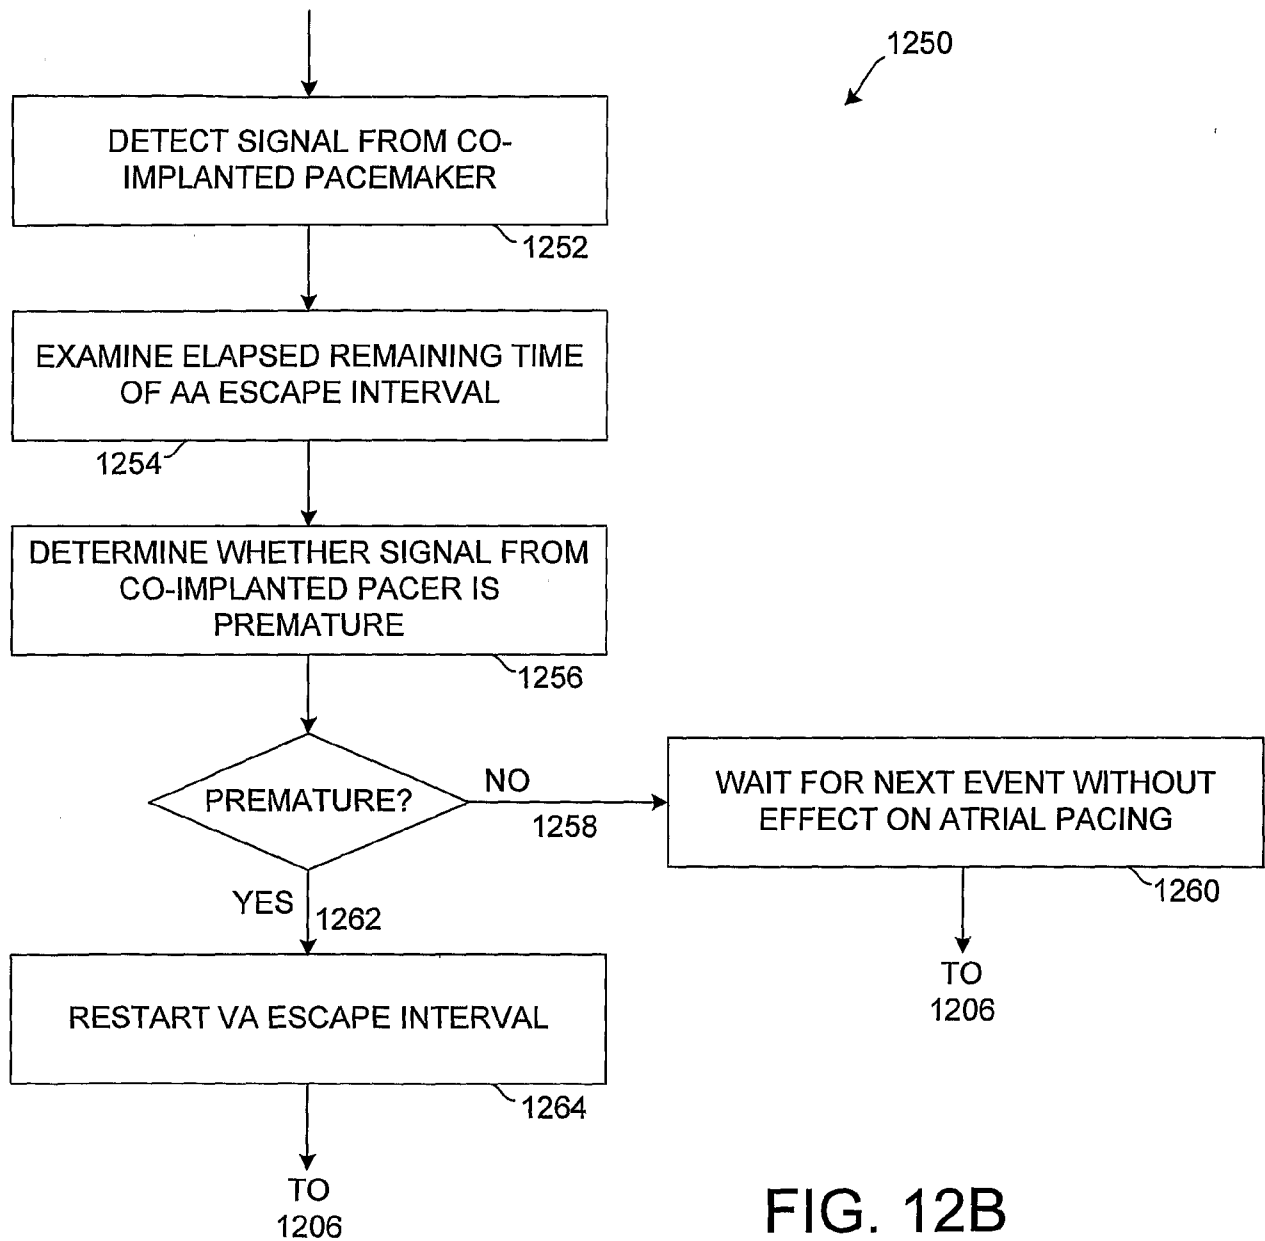 1250
DETECT SIGNAL FROM CO-
IMPLANTED PACEMAKER
1252
EXAMINE ELAPSED REMAINING TIME
OF AA ESCAPE INTERVAL
1254
DETERMINE WHETHER SIGNAL FROM
CO-IMPLANTED PACER IS
PREMATURE
1256
PREMATURE?
NO
1258
WAIT FOR NEXT EVENT WITHOUT
EFFECT ON ATRIAL PACING
1260
TO
1206
YES
1262
RESTART VA ESCAPE INTERVAL
1264
TO
1206
FIG. 12B